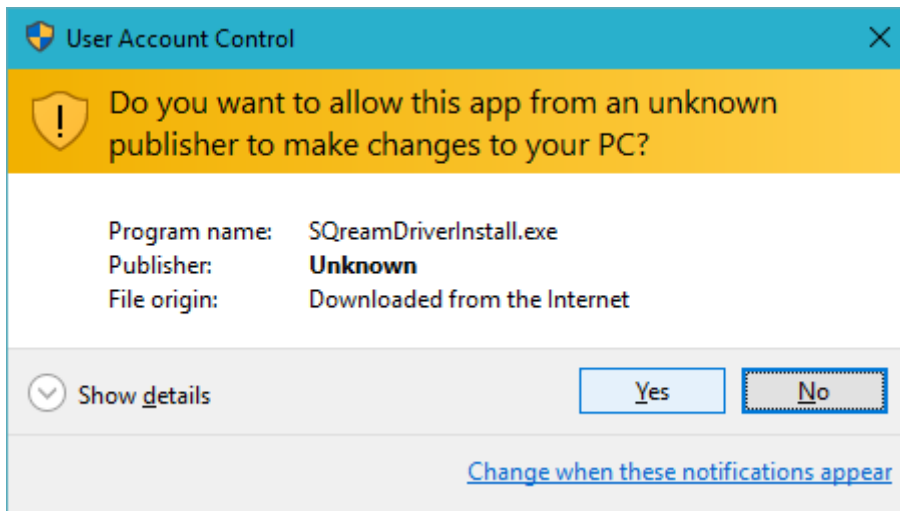 User Account Control
Do you want to allow this app from an unknown
publisher to make changes to your PC?
Program name: SQreamDriverInstall.exe
Publisher: Unknown
File origin: Downloaded from the Internet
Show details
Yes
No
Change when these notifications appear